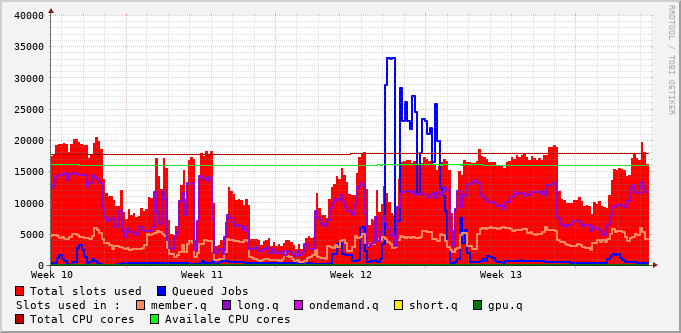 40000
35000
30000
25000
20000
15000
10000
5000
0
Week 10 Week 11 Week 12 Week 13
Total slots used Queued Jobs
Slots used in : member.q long.q ondemand.q short.q gpu.q
Total CPU cores Availale CPU cores
RRDTOOL / TOBI OETIKER